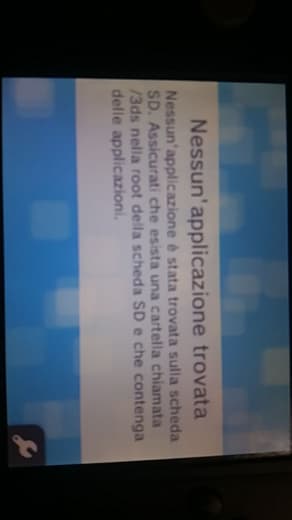 Nessun'applicazione trovata
Nessun'applicazione è stata trovata sulla scheda
SD. Assicurati che esista una cartella chiamata
/3ds nella root della scheda SD e che contenga
delle applicazioni.